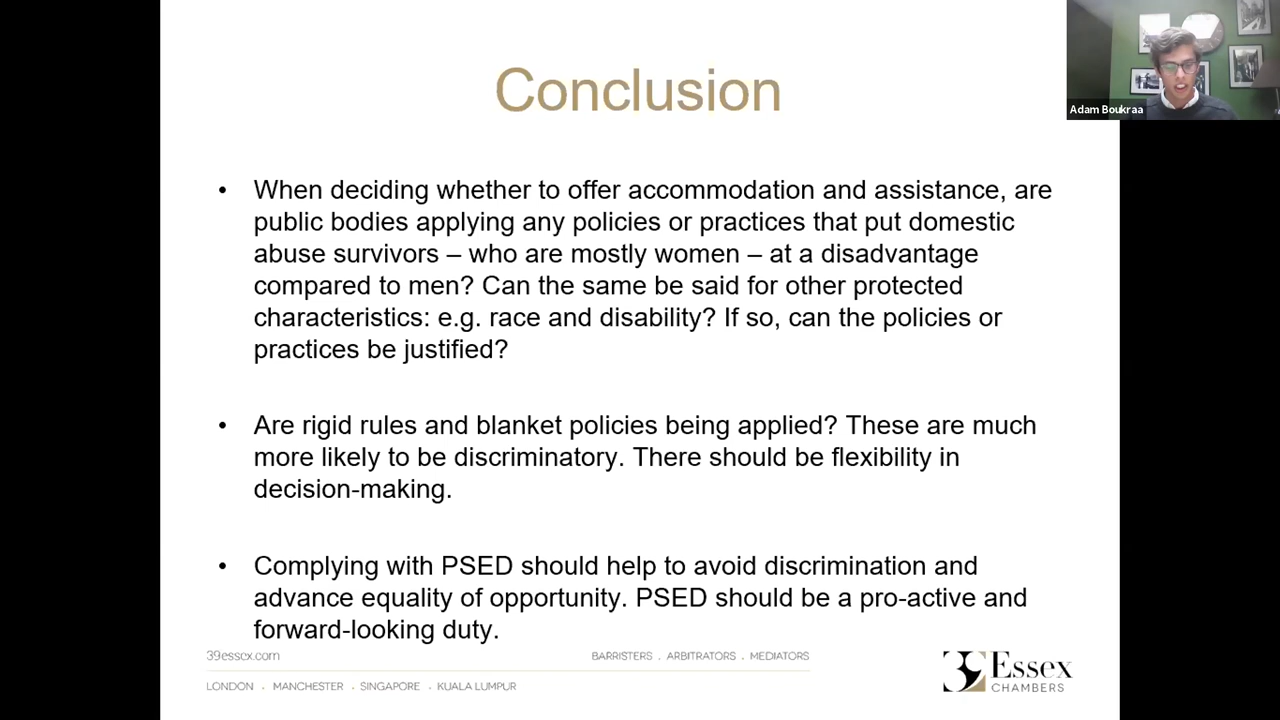 Conclusion
Adam Boukraa
• When deciding whether to offer accommodation and assistance, are
public bodies applying any policies or practices that put domestic
abuse survivors – who are mostly women – at a disadvantage
compared to men? Can the same be said for other protected
characteristics: e.g. race and disability? If so, can the policies or
practices be justified?
• Are rigid rules and blanket policies being applied? These are much
more likely to be discriminatory. There should be flexibility in
decision-making.
• Complying with PSED should help to avoid discrimination and
advance equality of opportunity. PSED should be a pro-active and
forward-looking duty.
39essex.com
BARRISTERS . ARBITRATORS . MEDIATORS
LONDON . MANCHESTER . SINGAPORE . KUALA LUMPUR
39 Essex
CHAMBERS